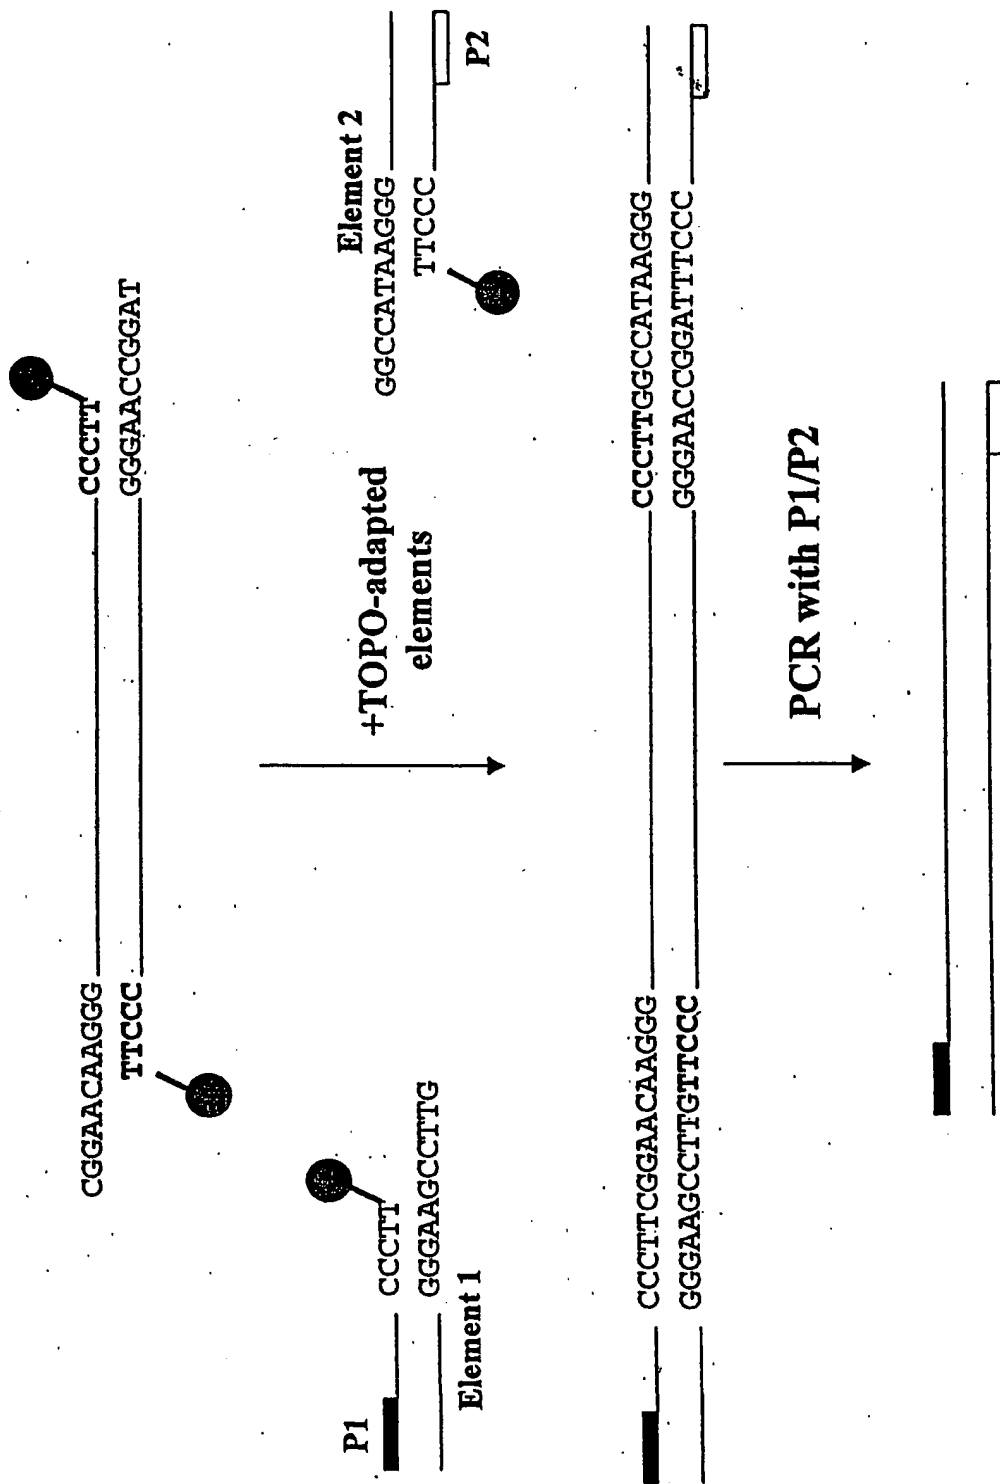 CGGAACAAGGG
CCCTT
TTCCC
GGGAACCGGAT
P1
CCCTT
GGGAAGCCTTG
Element 1
+TOPO-adapted
elements
Element 2
GGCCATAAGGG
TTCCC
P2
CCCTTCGGAACAAGGG
CCCTTGGCCATAAGGG
GGGAAGCCTTGTTCCC
GGGAACCGGATTTCCC
PCR with P1/P2